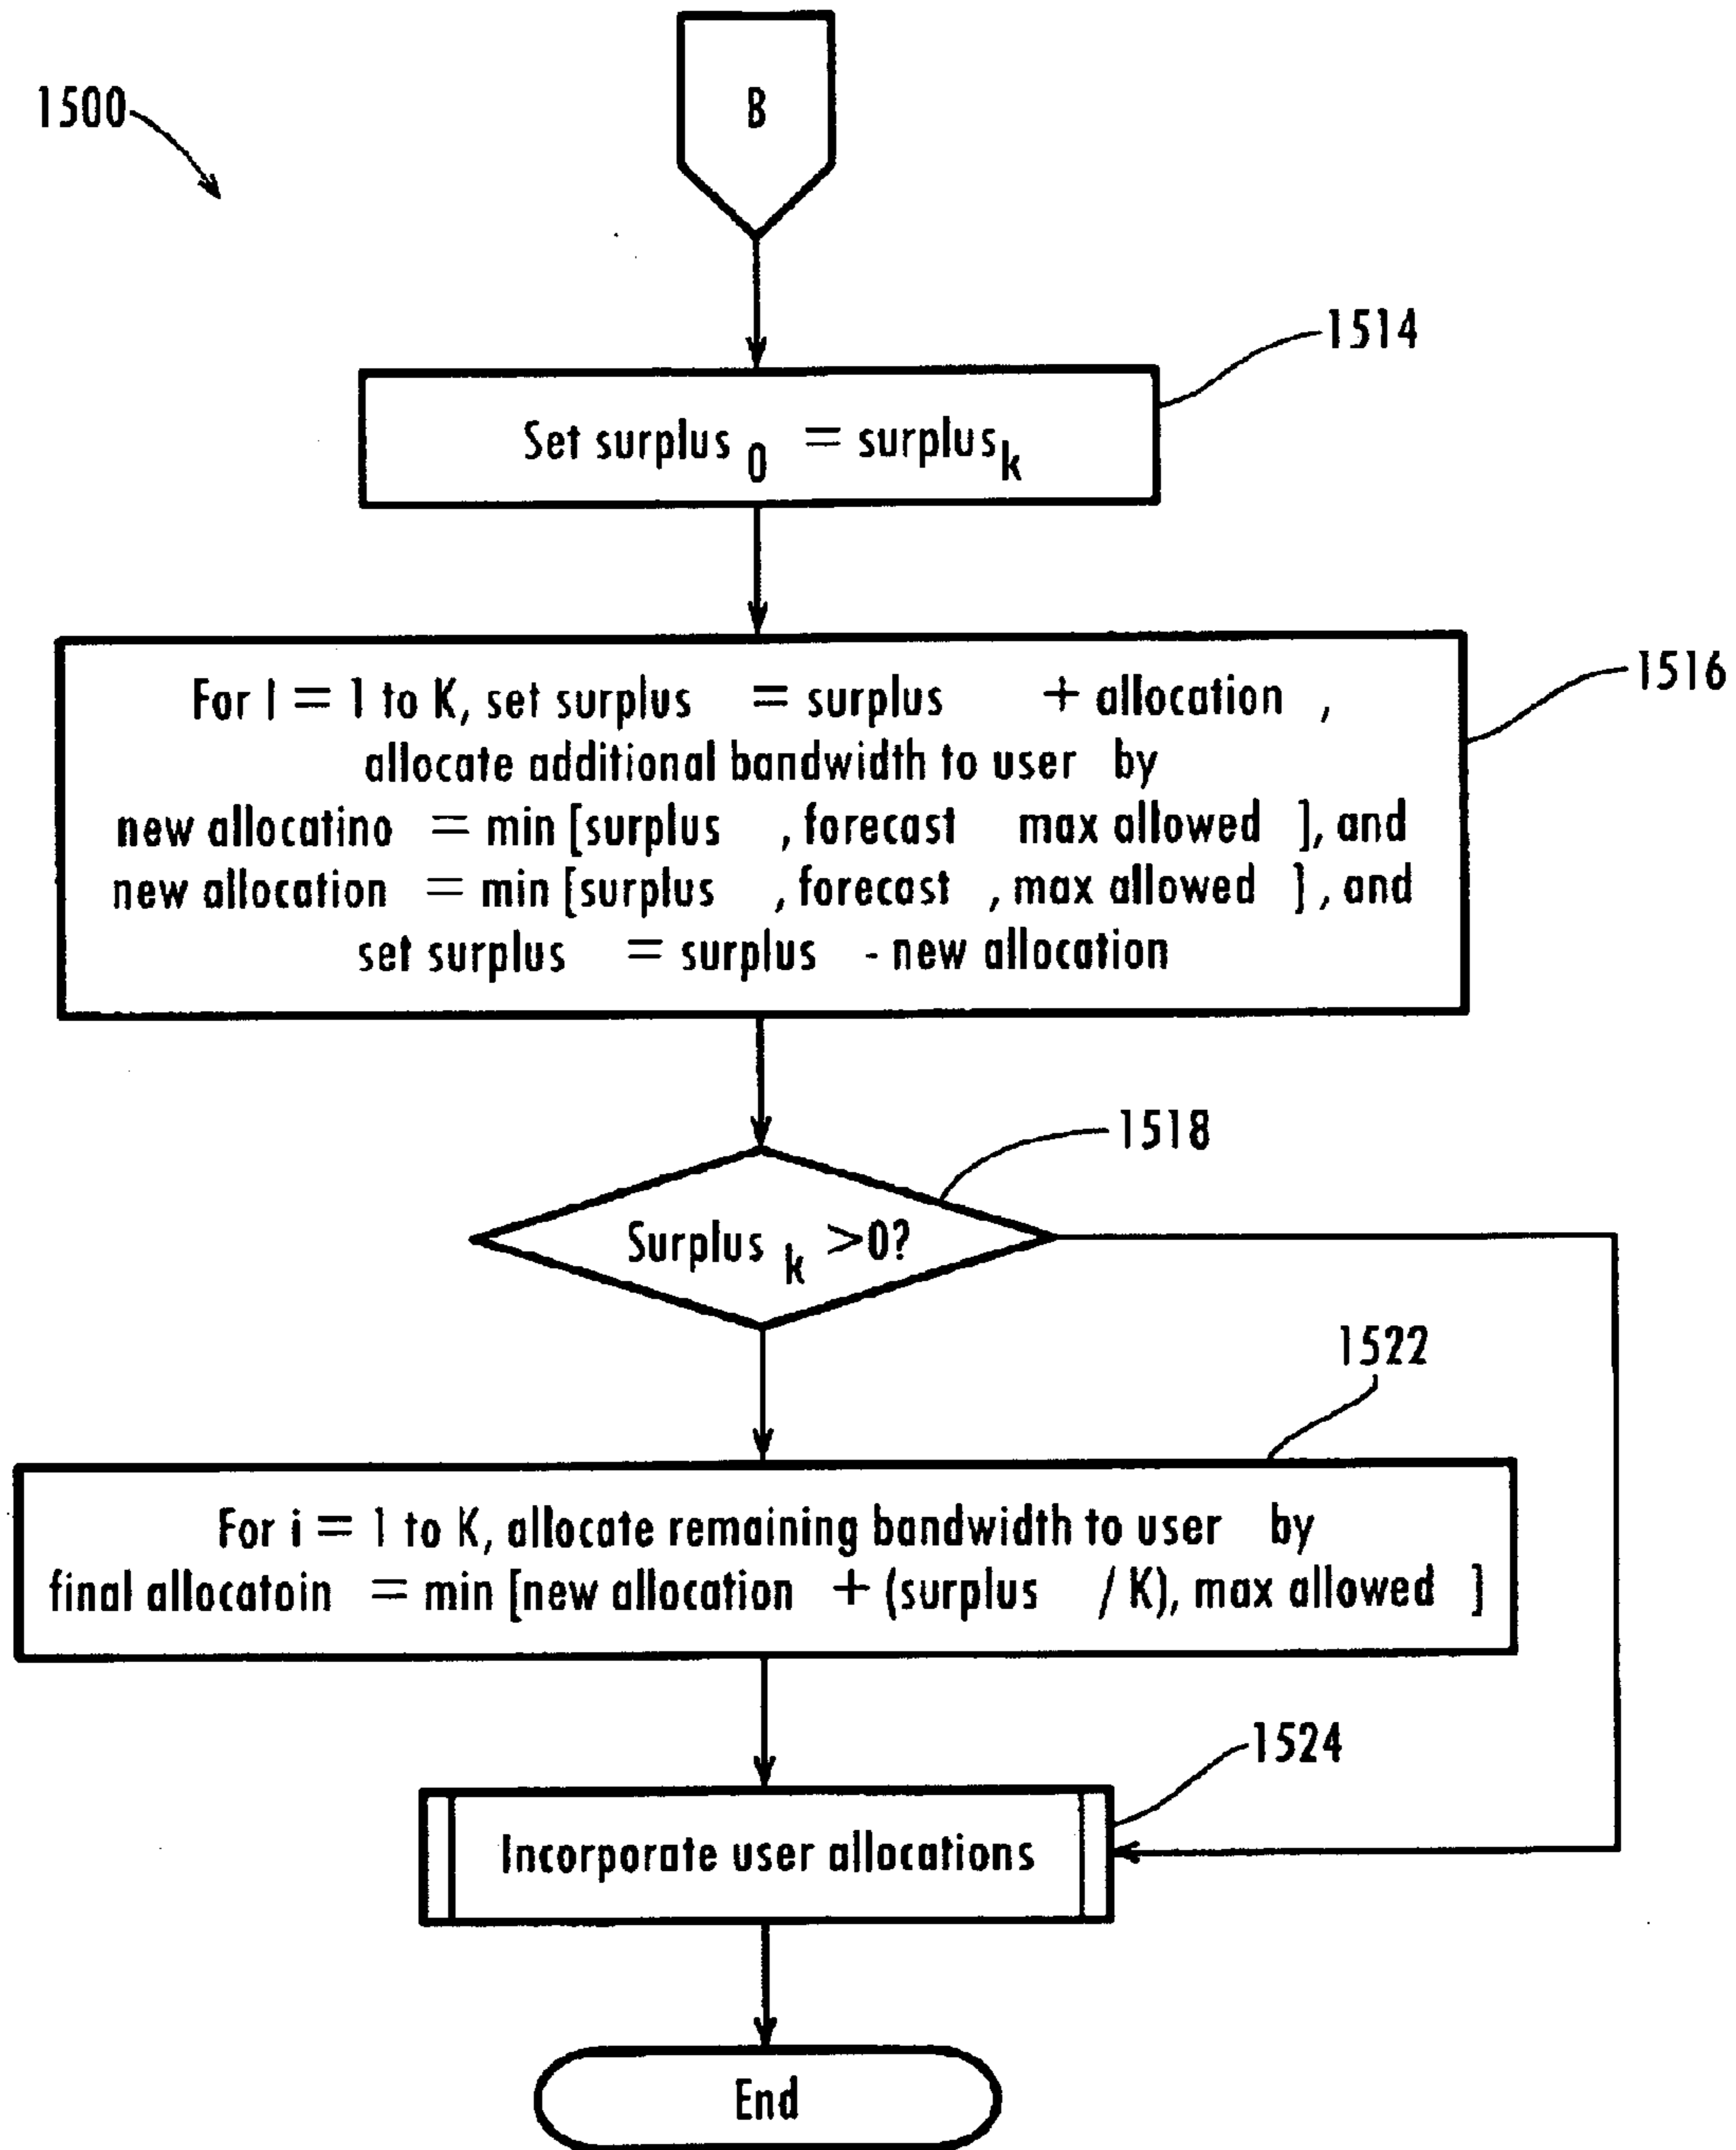 B
1500
1514
Set surplus 0 = surplus k
1516
For I = 1 to K, set surplus = surplus + allocation ,
allocate additional bandwidth to user by
new allocatino = min [surplus , forecast max allowed ], and
new allocation = min [surplus , forecast , max allowed ] , and
set surplus = surplus - new allocation
1518
Surplus k >0?
1522
For i = 1 to K, allocate remaining bandwidth to user by
final allocatoin = min [new allocation + (surplus / K), max allowed ]
1524
Incorporate user allocations
End